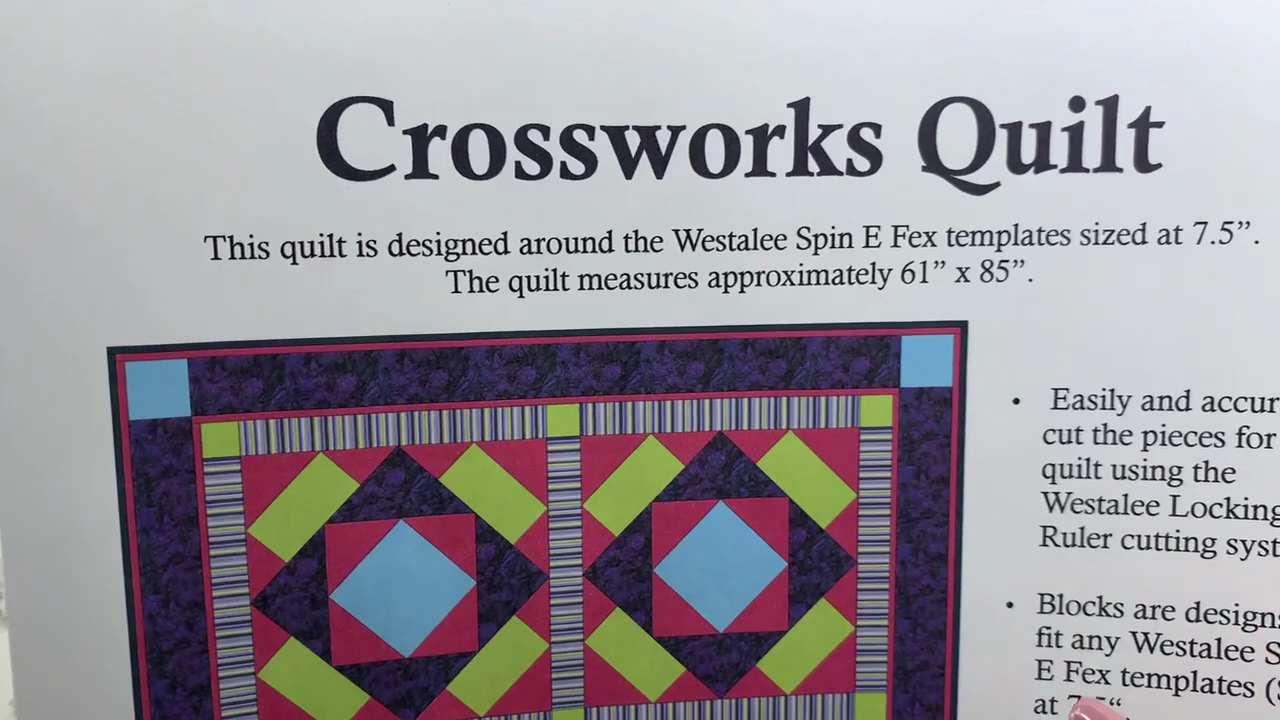 Crossworks Quilt
This quilt is designed around the Westalee Spin E Fex templates sized at 7.5”.
The quilt measures approximately 61” x 85”.
• Easily and accur
cut the pieces for
quilt using the
Westalee Locking
Ruler cutting syst
• Blocks are design
fit any Westalee S
E Fex templates (
at